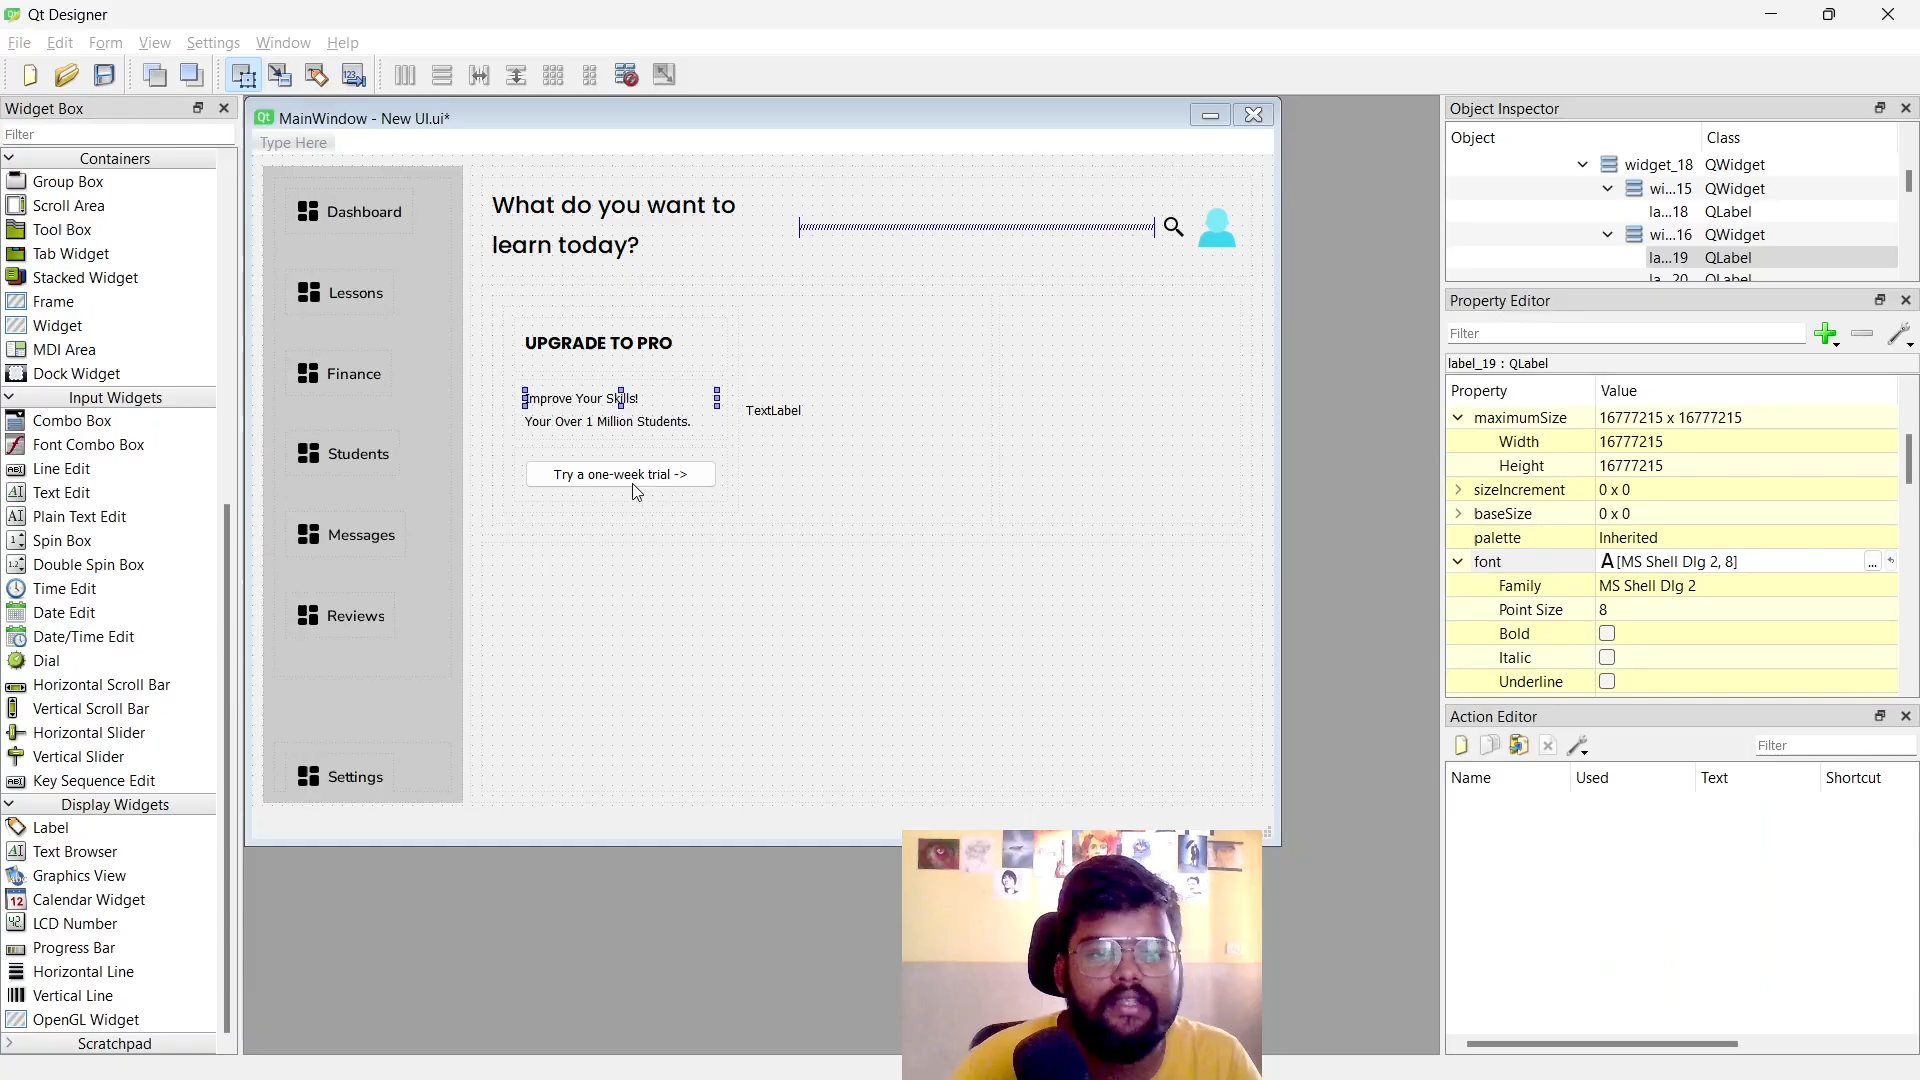 Qt Designer
File Edit Form View Settings Window Help
Widget Box
Filter
Containers
Group Box
Scroll Area
Tool Box
Tab Widget
Stacked Widget
Frame
Widget
MDI Area
Dock Widget
Input Widgets
Combo Box
Font Combo Box
Line Edit
Text Edit
Plain Text Edit
Spin Box
Double Spin Box
Time Edit
Date Edit
Date/Time Edit
Dial
Horizontal Scroll Bar
Vertical Scroll Bar
Horizontal Slider
Vertical Slider
Key Sequence Edit
Display Widgets
Label
Text Browser
Graphics View
Calendar Widget
LCD Number
Progress Bar
Horizontal Line
Vertical Line
OpenGL Widget
Scratchpad
MainWindow - New UI.ui*
Type Here
Dashboard
Lessons
Finance
Students
Messages
Reviews
Settings
What do you want to
learn today?
UPGRADE TO PRO
Improve Your Skills!
Your Over 1 Million Students.
TextLabel
Try a one-week trial ->
Object Inspector
Object Class
widget_18 QWidget
wi...15 QWidget
la...18 QLabel
wi...16 QWidget
la...19 QLabel
la...20 QLabel
Property Editor
Filter
label_19 : QLabel
Property Value
maximumSize 16777215 x 16777215
Width 16777215
Height 16777215
sizeIncrement 0 x 0
baseSize 0 x 0
palette Inherited
font A [MS Shell Dlg 2, 8] ...
Family MS Shell Dlg 2
Point Size 8
Bold
Italic
Underline
Action Editor
Filter
Name Used Text Shortcut